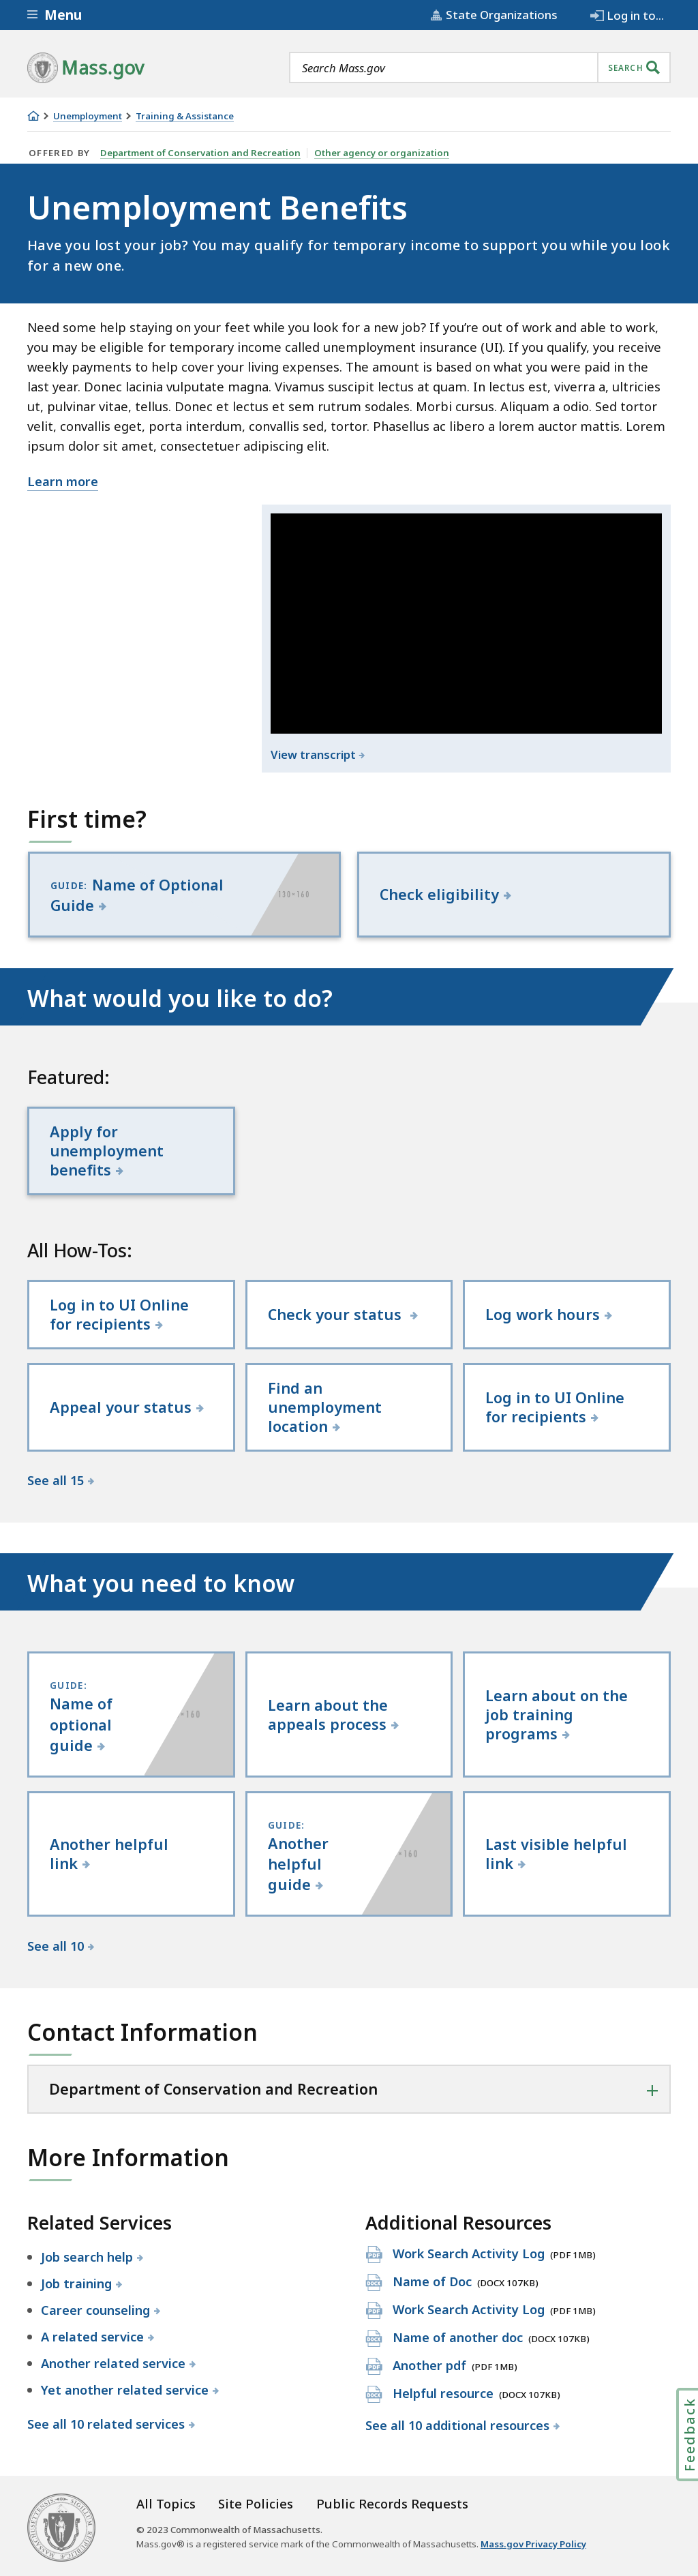 Menu
State Organizations
Log in to...
Mass.gov
Search Mass.gov
SEARCH
Unemployment
Training & Assistance
OFFERED BY Department of Conservation and Recreation Other agency or organization
Unemployment Benefits
Have you lost your job? You may qualify for temporary income to support you while you look
for a new one.
Need some help staying on your feet while you look for a new job? If you’re out of work and able to work,
you may be eligible for temporary income called unemployment insurance (UI). If you qualify, you receive
weekly payments to help cover your living expenses. The amount is based on what you were paid in the
last year. Donec lacinia vulputate magna. Vivamus suscipit lectus at quam. In lectus est, viverra a, ultricies
ut, pulvinar vitae, tellus. Donec et lectus et sem rutrum sodales. Morbi cursus. Aliquam a odio. Sed tortor
velit, convallis eget, porta interdum, convallis sed, tortor. Phasellus ac libero a lorem auctor mattis. Lorem
ipsum dolor sit amet, consectetuer adipiscing elit.
Learn more
View transcript
First time?
GUIDE: Name of Optional
Guide
130×160
Check eligibility
What would you like to do?
Featured:
Apply for
unemployment
benefits
All How-Tos:
Log in to UI Online
for recipients
Check your status
Log work hours
Appeal your status
Find an
unemployment
location
Log in to UI Online
for recipients
See all 15
What you need to know
GUIDE:
Name of
optional
guide
×160
Learn about the
appeals process
Learn about on the
job training
programs
Another helpful
link
GUIDE:
Another
helpful
guide
×160
Last visible helpful
link
See all 10
Contact Information
Department of Conservation and Recreation
More Information
Related Services
Job search help
Job training
Career counseling
A related service
Another related service
Yet another related service
See all 10 related services
Additional Resources
PDF Work Search Activity Log (PDF 1MB)
DOCX Name of Doc (DOCX 107KB)
PDF Work Search Activity Log (PDF 1MB)
DOCX Name of another doc (DOCX 107KB)
PDF Another pdf (PDF 1MB)
DOCX Helpful resource (DOCX 107KB)
See all 10 additional resources
Feedback
All Topics Site Policies Public Records Requests
© 2023 Commonwealth of Massachusetts.
Mass.gov® is a registered service mark of the Commonwealth of Massachusetts. Mass.gov Privacy Policy